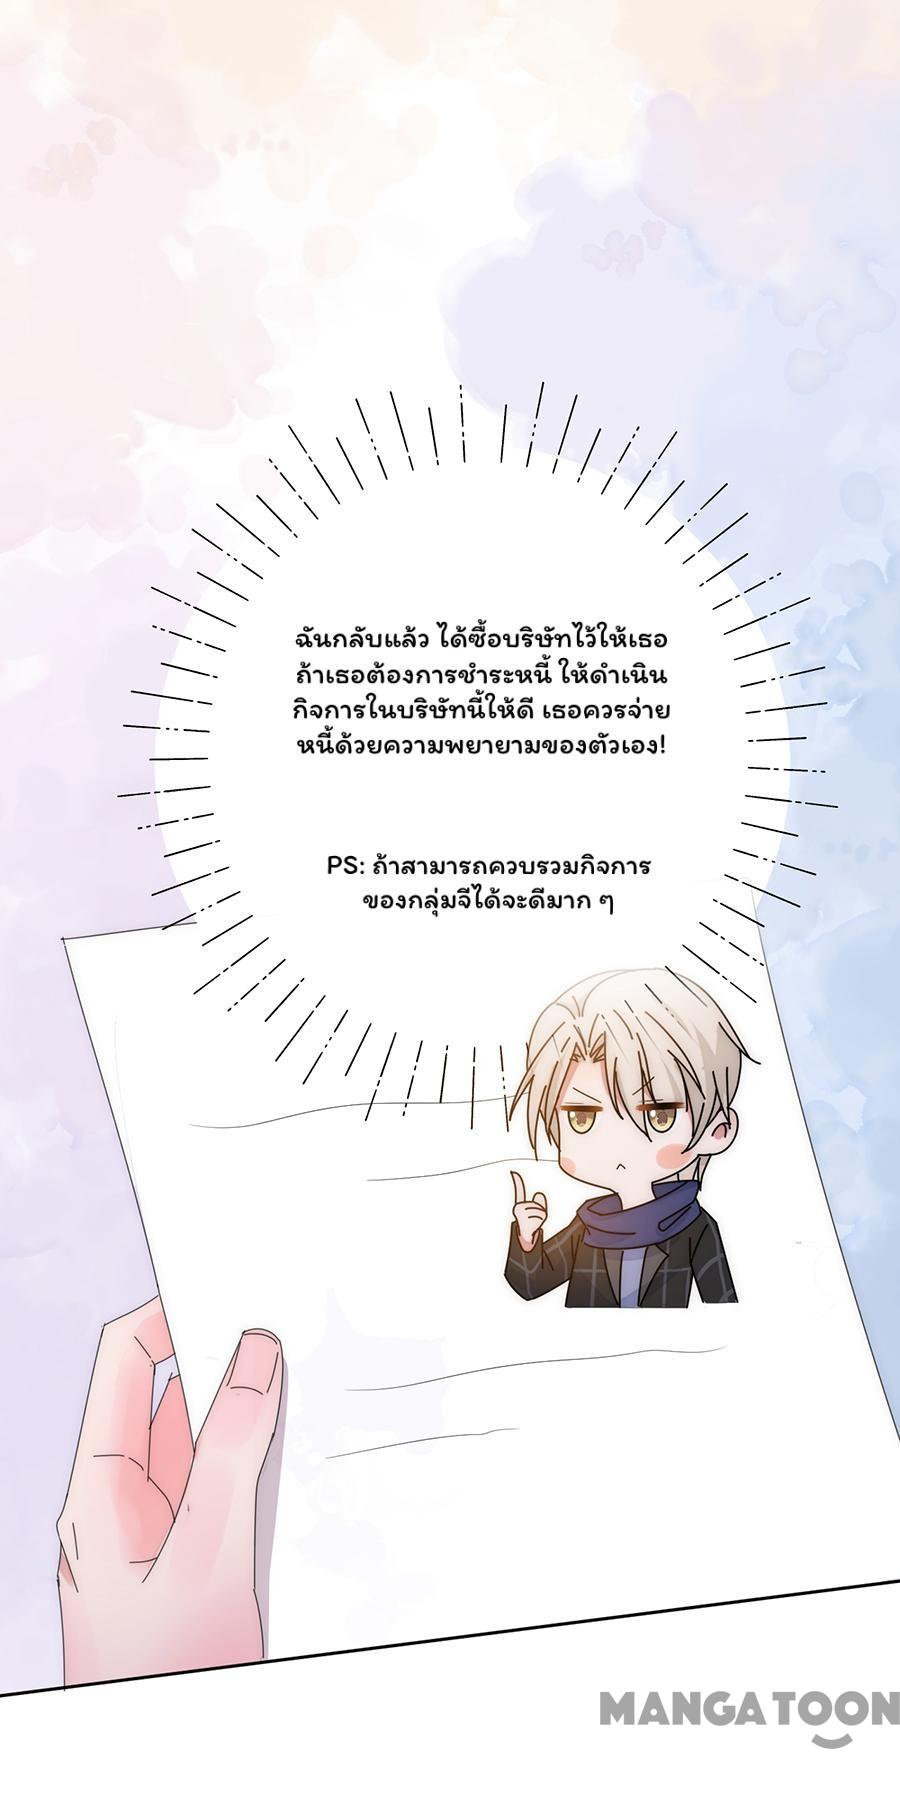 ฉันกลับแล้ว ได้ซื้อบริษัทไว้ให้เธอ
ถ้าเธอต้องการชำระหนี้ ให้ดำเนิน
กิจการในบริษัทนี้ให้ดี เธอควรจ่าย
หนี้ด้วยความพยายามของตัวเอง!
PS: ถ้าสามารถควบรวมกิจการ
ของกลุ่มจีได้จะดีมาก ๆ
MANGATOON